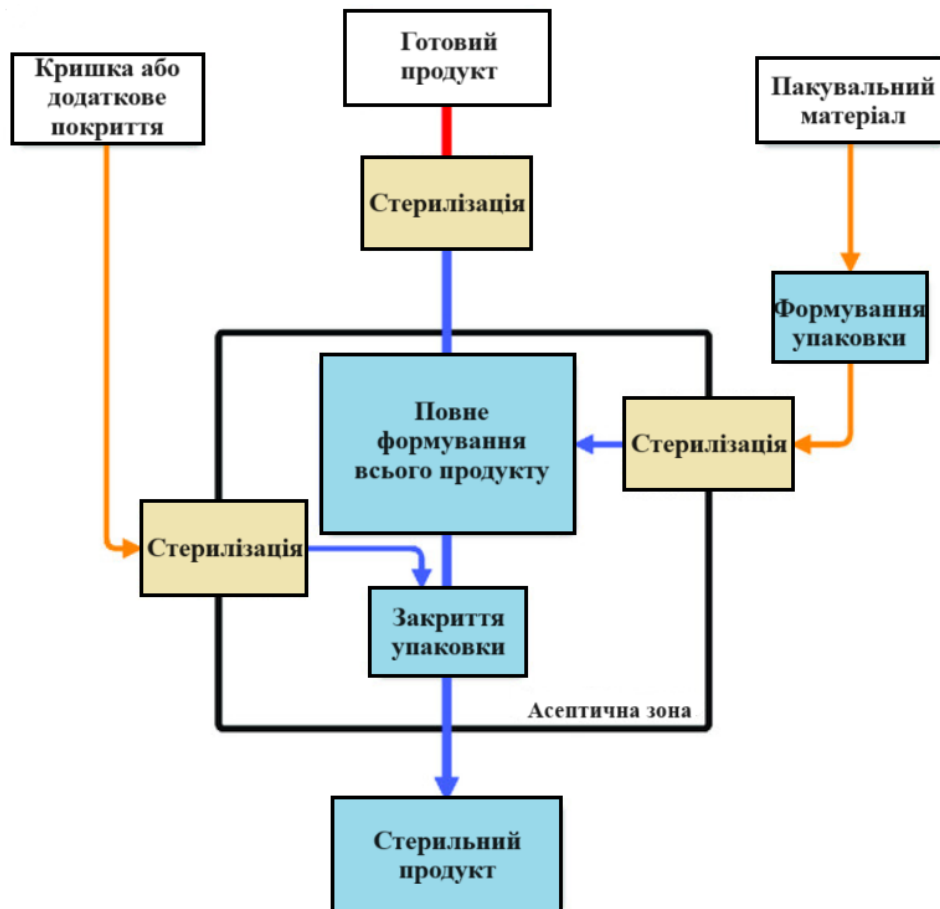 Готовий
продукт
Кришка або
додаткове
покриття
Пакувальний
матеріал
Стерилізація
Формування
упаковки
Повне
формування
всього продукту
Стерилізація
Стерилізація
Закриття
упаковки
Асептична зона
Стерильний
продукт